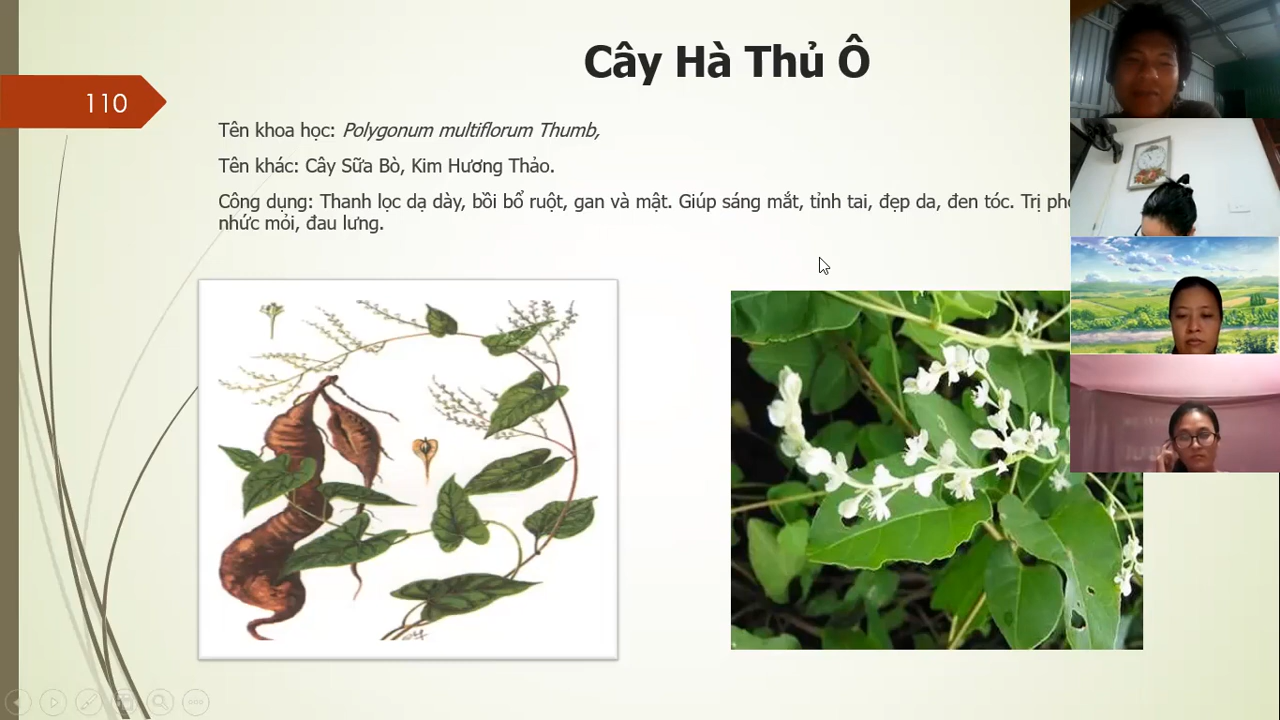 Cây Hà Thủ Ô
110
Tên khoa học: Polygonum multiflorum Thumb,
Tên khác: Cây Sữa Bò, Kim Hương Thảo.
Công dụng: Thanh lọc dạ dày, bồi bổ ruột, gan và mật. Giúp sáng mắt, tỉnh tai, đẹp da, đen tóc. Trị
nhức mỏi, đau lưng.